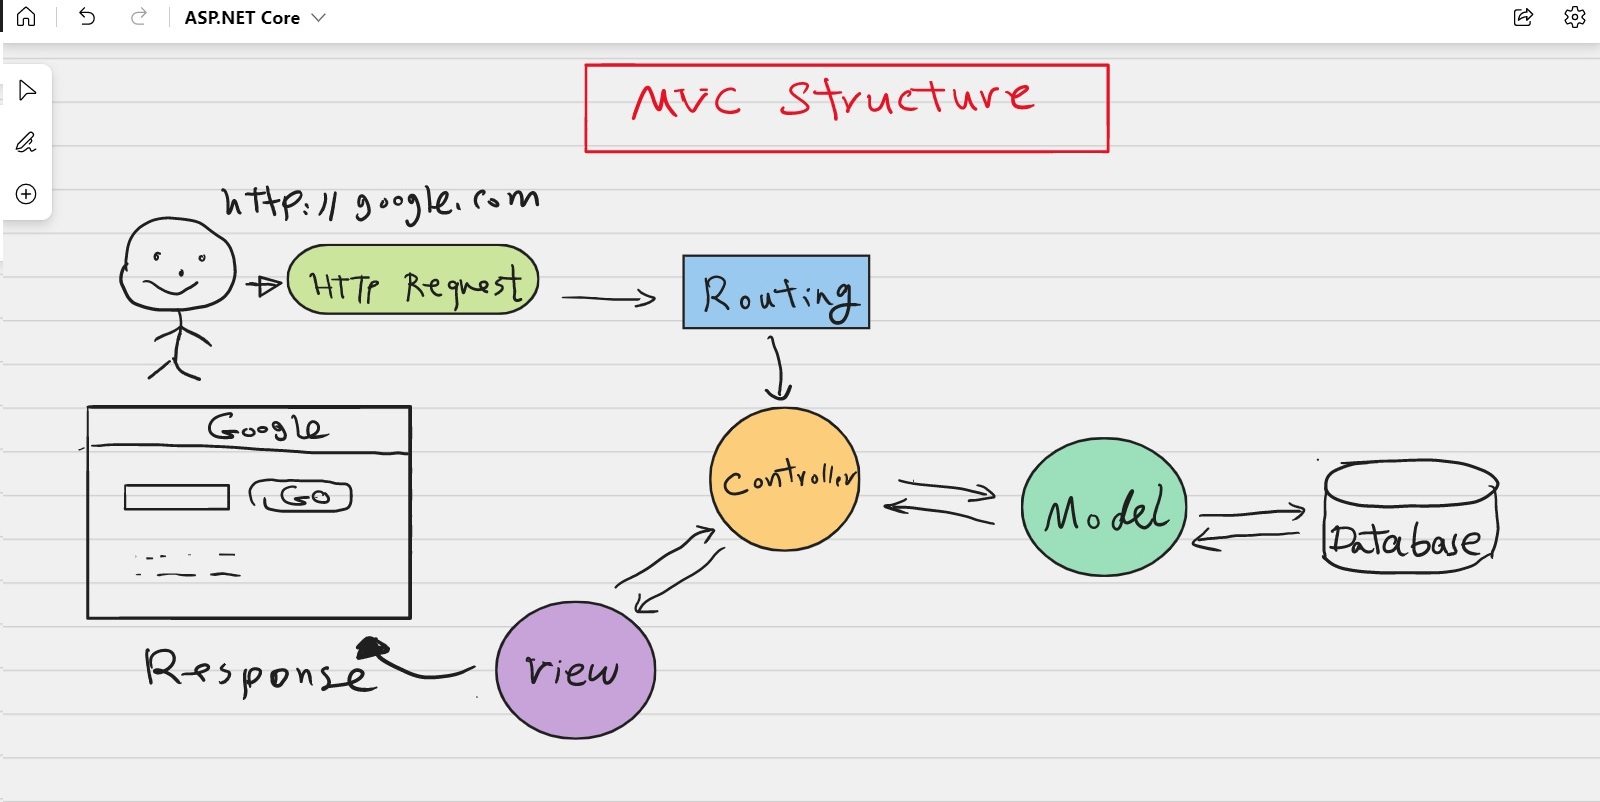 ASP.NET Core
MVC Structure
http://google.com
HTTP Request
Routing
Google
GO
Controller
Model
Database
View
Response